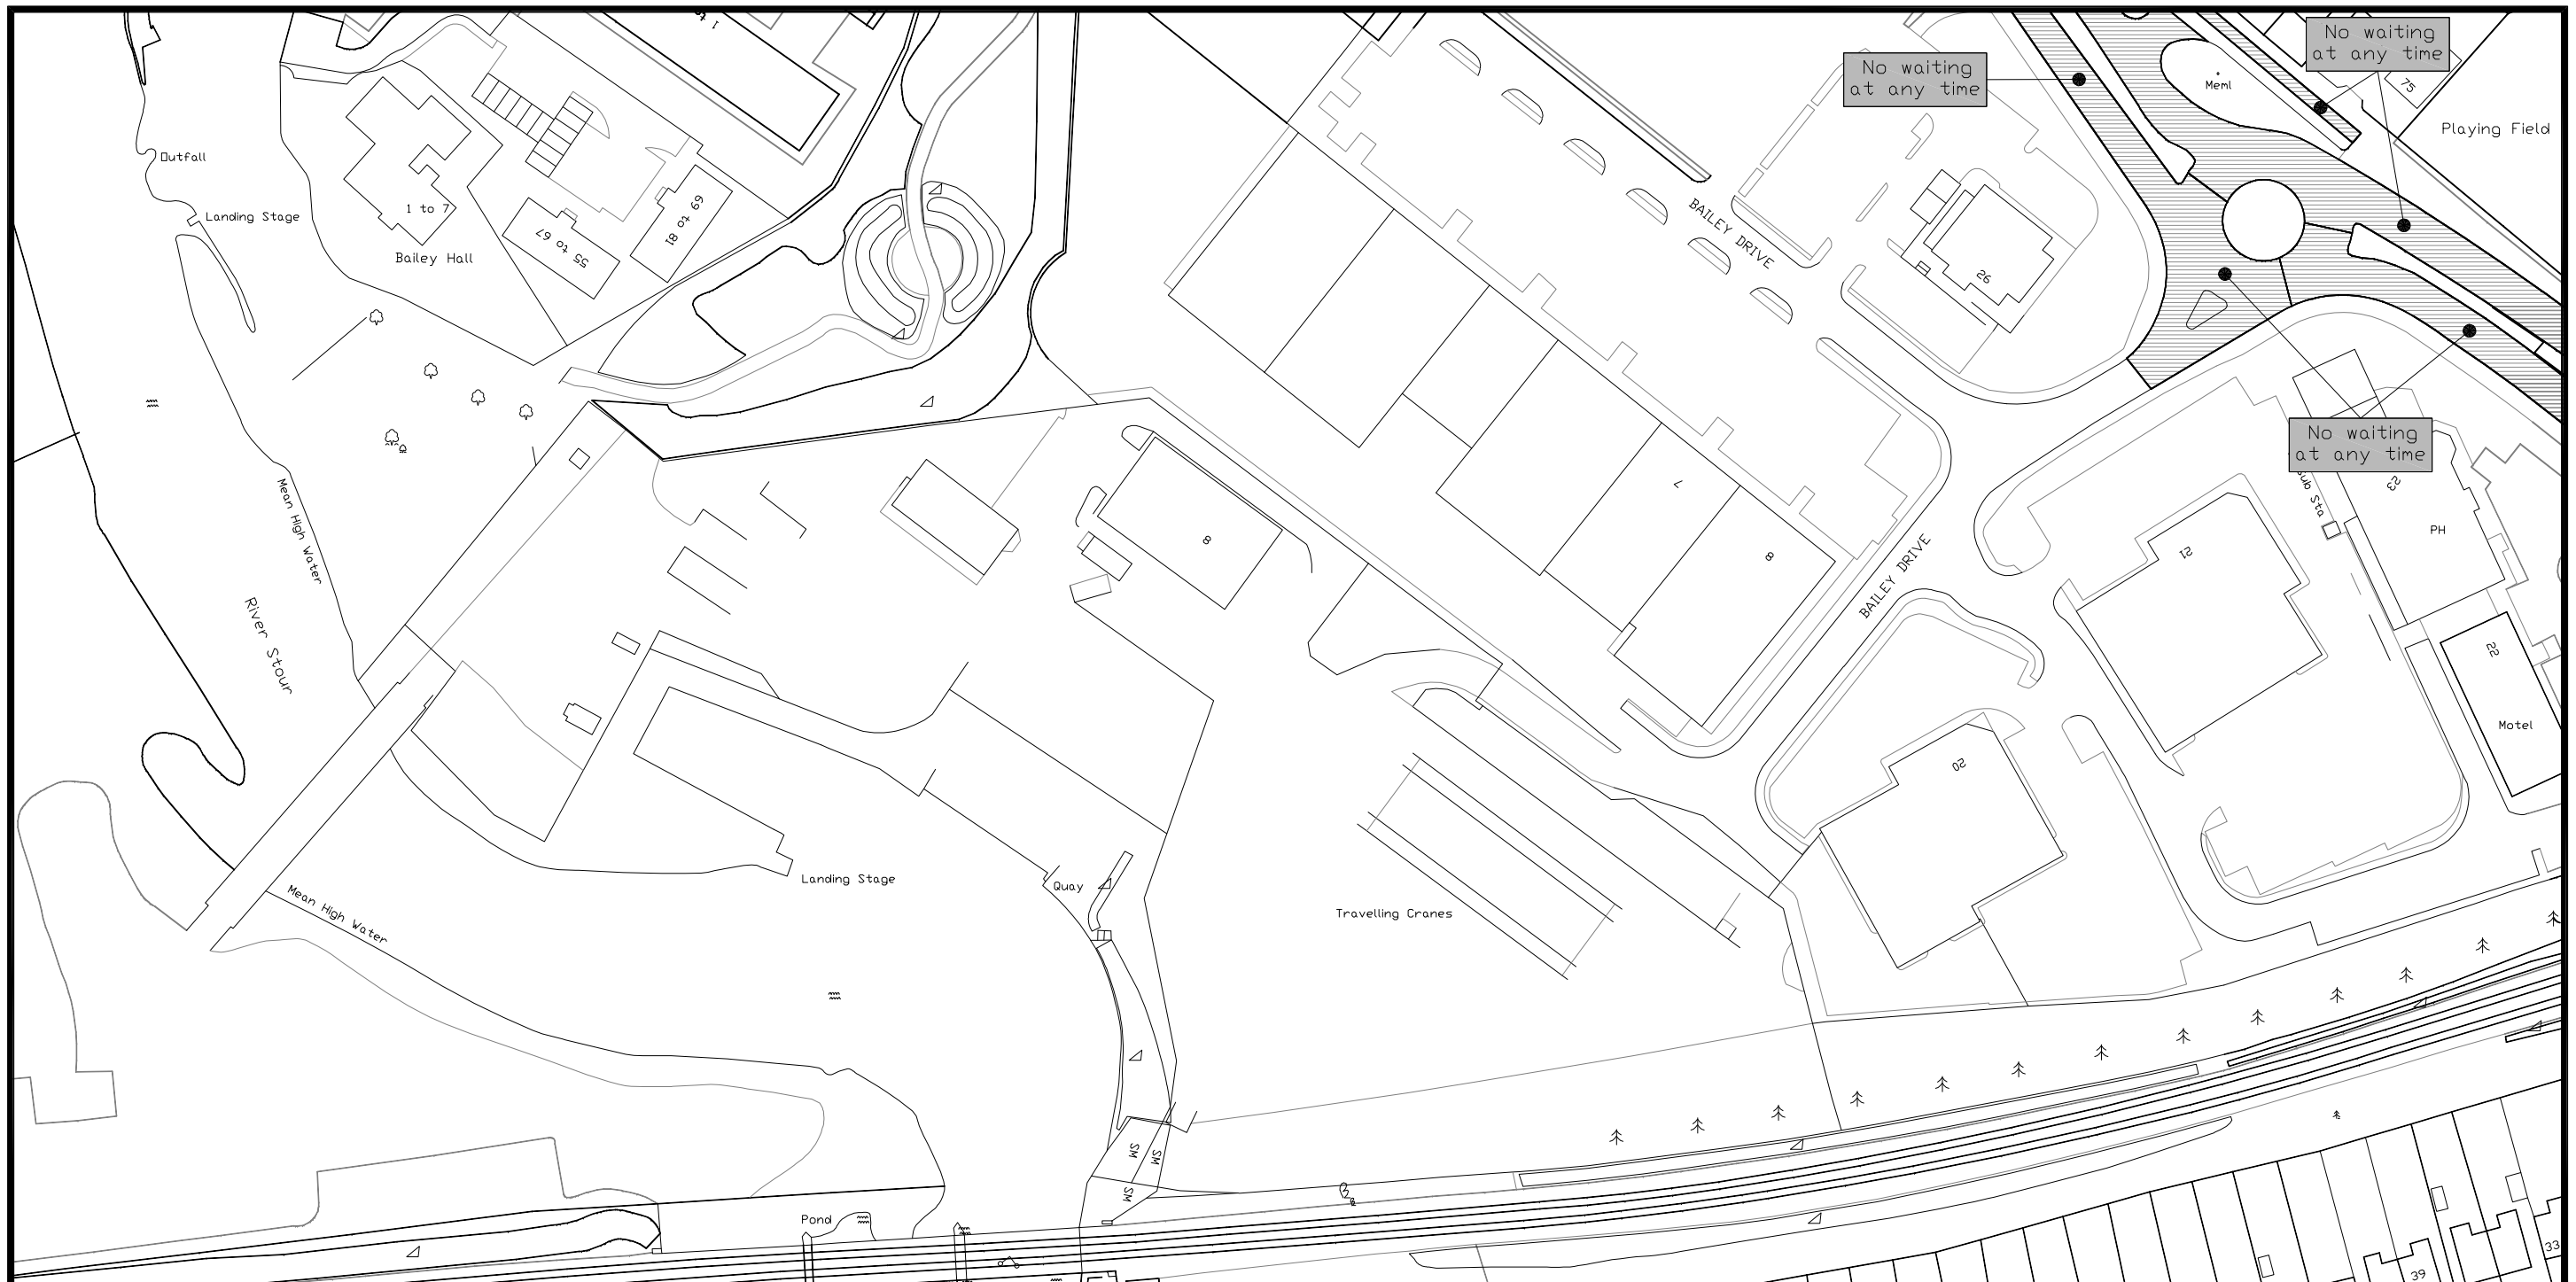 No waiting
at any time
No waiting
at any time
Meml
75
Playing Field
Outfall
Landing Stage
1 to 7
Bailey Hall
55 to 67
69 to 81
BAILEY DRIVE
26
No waiting
at any time
Sub Sta
23
PH
22
Motel
21
20
BAILEY DRIVE
7
8
8
Mean High Water
River Stour
Landing Stage
Quay
Travelling Cranes
Mean High Water
SM
SM
SM
Pond
39
33